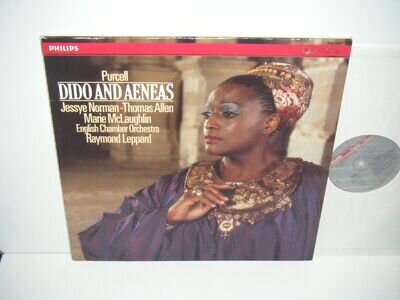 PHILIPS
Purcell
DIDO AND AENEAS
Jessye Norman·Thomas Allen
Marie McLaughlin
English Chamber Orchestra
Raymond Leppard